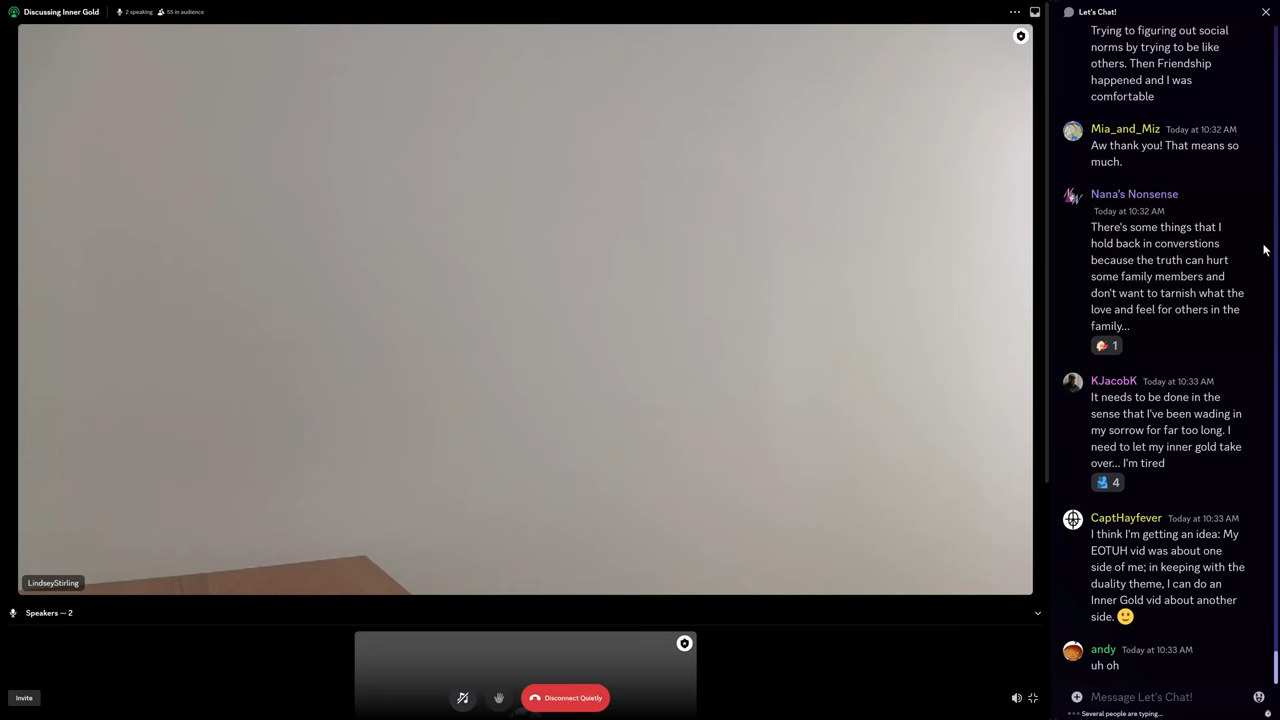 Discussing Inner Gold
2 speaking
55 in audience
LindseyStirling
Speakers — 2
Invite
Disconnect Quietly
Let's Chat!
Trying to figuring out social
norms by trying to be like
others. Then Friendship
happened and I was
comfortable
Mia_and_Miz Today at 10:32 AM
Aw thank you! That means so
much.
Nana's Nonsense
Today at 10:32 AM
There's some things that I
hold back in converstions
because the truth can hurt
some family members and
don't want to tarnish what the
love and feel for others in the
family...
1
KJacobK Today at 10:33 AM
It needs to be done in the
sense that I've been wading in
my sorrow for far too long. I
need to let my inner gold take
over... I'm tired
4
CaptHayfever Today at 10:33 AM
I think I'm getting an idea: My
EOTUH vid was about one
side of me; in keeping with the
duality theme, I can do an
Inner Gold vid about another
side. 🙂
andy Today at 10:33 AM
uh oh
Message Let's Chat!
Several people are typing...